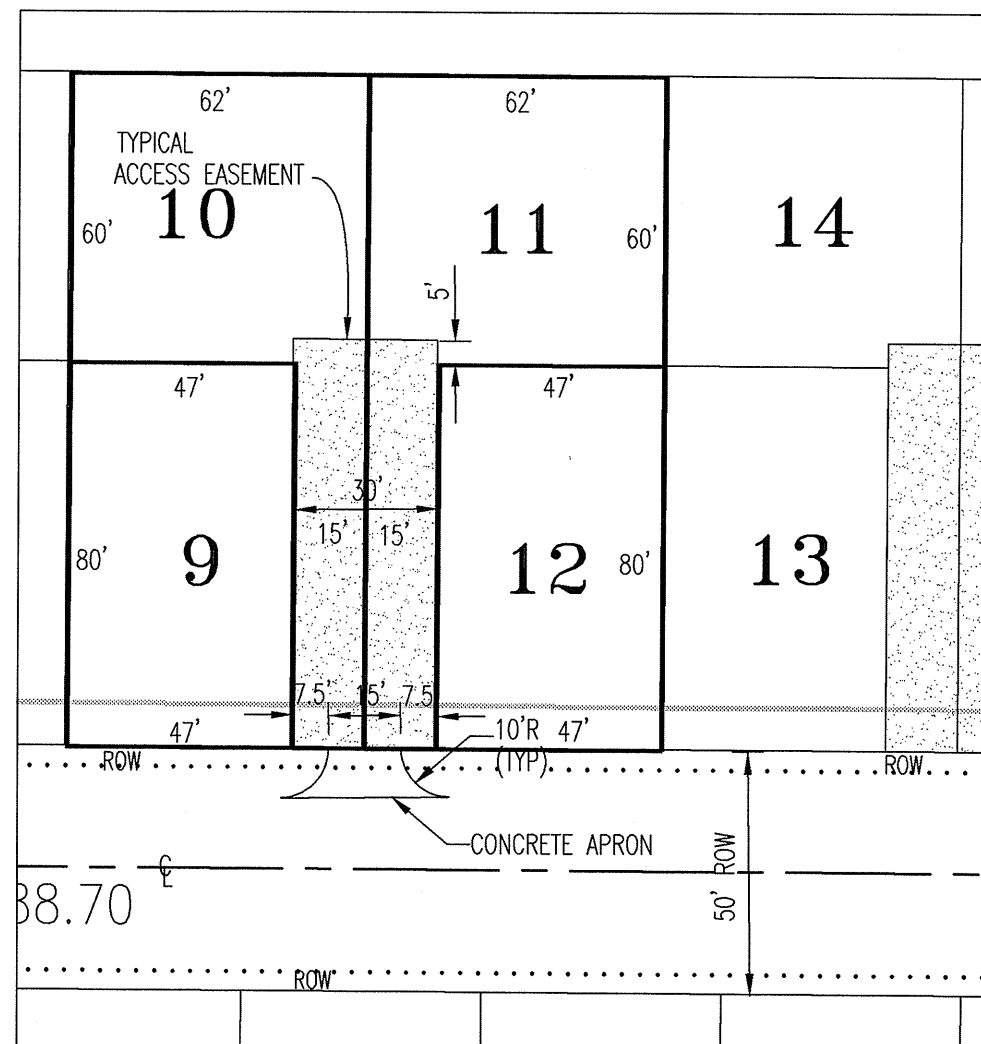 62'
62'
TYPICAL
ACCESS EASEMENT
10
11
14
60'
60'
5'
47'
47'
30'
15'
15'
80'
9
12
80'
13
7.5'
15'
7.5
47'
10'R
(TYP)
47'
ROW
ROW
CONCRETE APRON
50' ROW
38.70
ROW